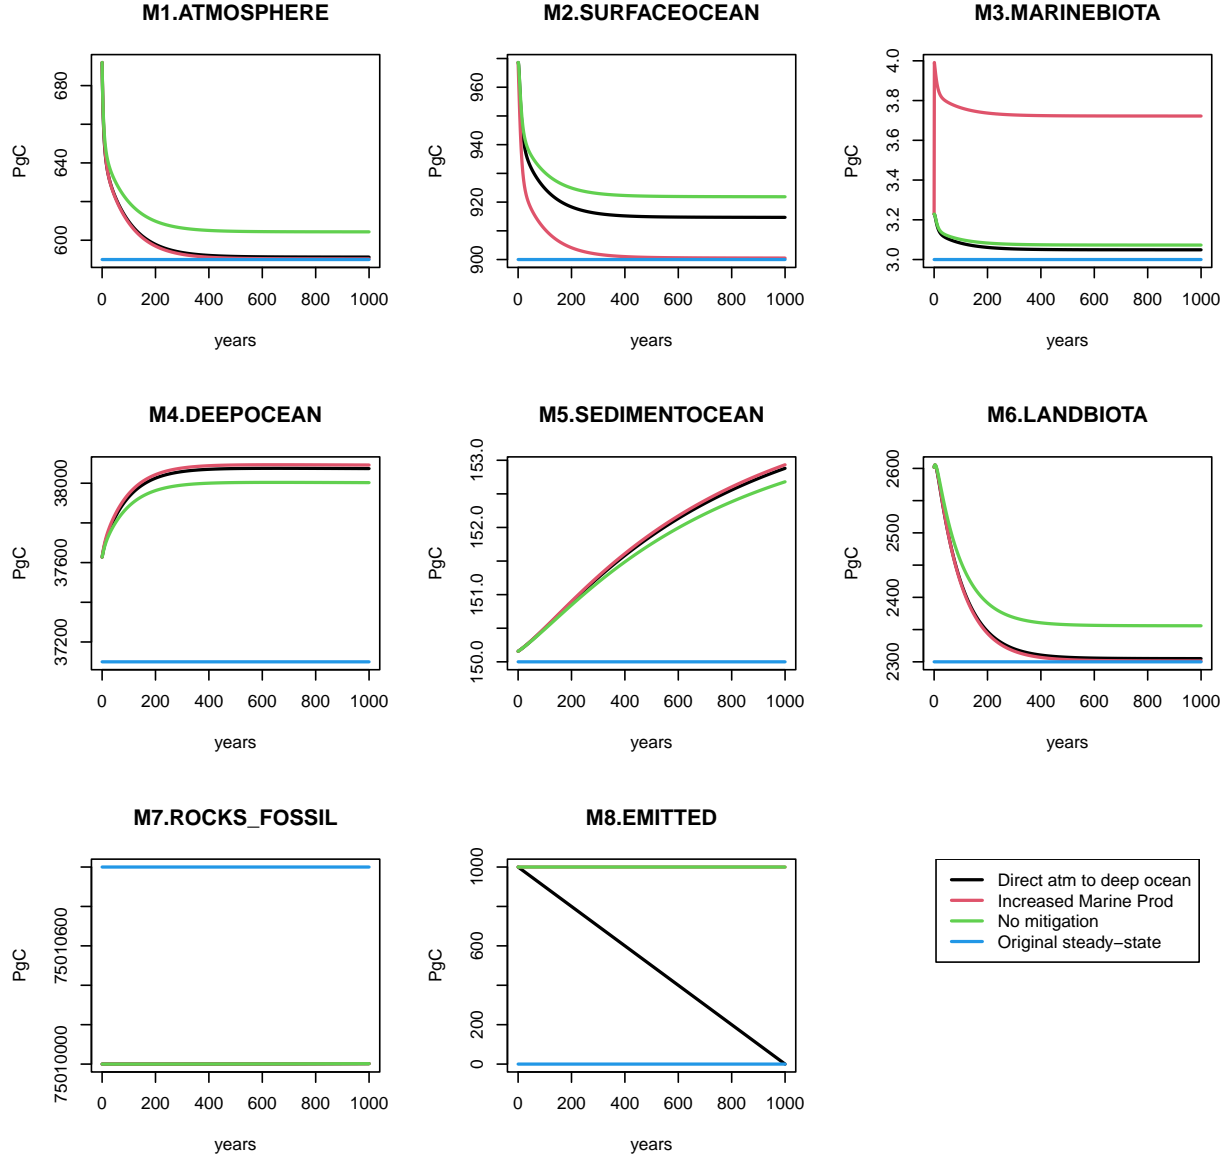 M1.ATMOSPHERE
M2.SURFACEOCEAN
M3.MARINEBIOTA
PgC
600
640
680
0 200 400 600 800 1000
years
PgC
900
920
940
960
0 200 400 600 800 1000
years
PgC
3.0
3.2
3.4
3.6
3.8
4.0
0 200 400 600 800 1000
years
M4.DEEPOCEAN
M5.SEDIMENTOCEAN
M6.LANDBIOTA
PgC
37200
37600
38000
0 200 400 600 800 1000
years
PgC
150.0
151.0
152.0
153.0
0 200 400 600 800 1000
years
PgC
2300
2400
2500
2600
0 200 400 600 800 1000
years
M7.ROCKS_FOSSIL
M8.EMITTED
PgC
75010000
75010600
0 200 400 600 800 1000
years
PgC
0
200
600
1000
0 200 400 600 800 1000
years
Direct atm to deep ocean
Increased Marine Prod
No mitigation
Original steady−state